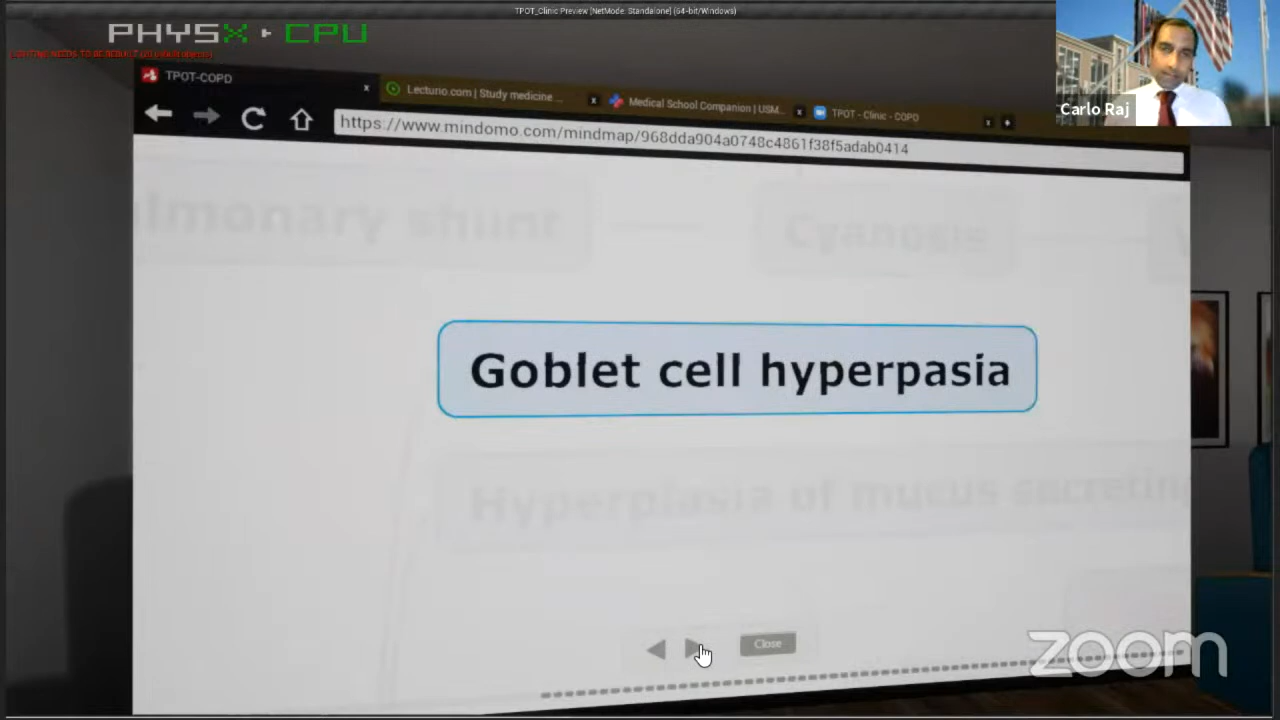 TPOT_Clinic Preview [NetMode: Standalone] (64-bit/Windows)
PHYSX ▸ CPU
TPOT-COPD
x
Lecturio.com | Study medicine ...
x
Medical School Companion | USM...
x
TPOT - Clinic - COPD
x
+
https://www.mindomo.com/mindmap/968dda904a0748c4861f38f5adab0414
Carlo Raj
lmonary shunt
Cyanosis
Goblet cell hyperpasia
Hyperplasia of mucus secreting
Close
zoom